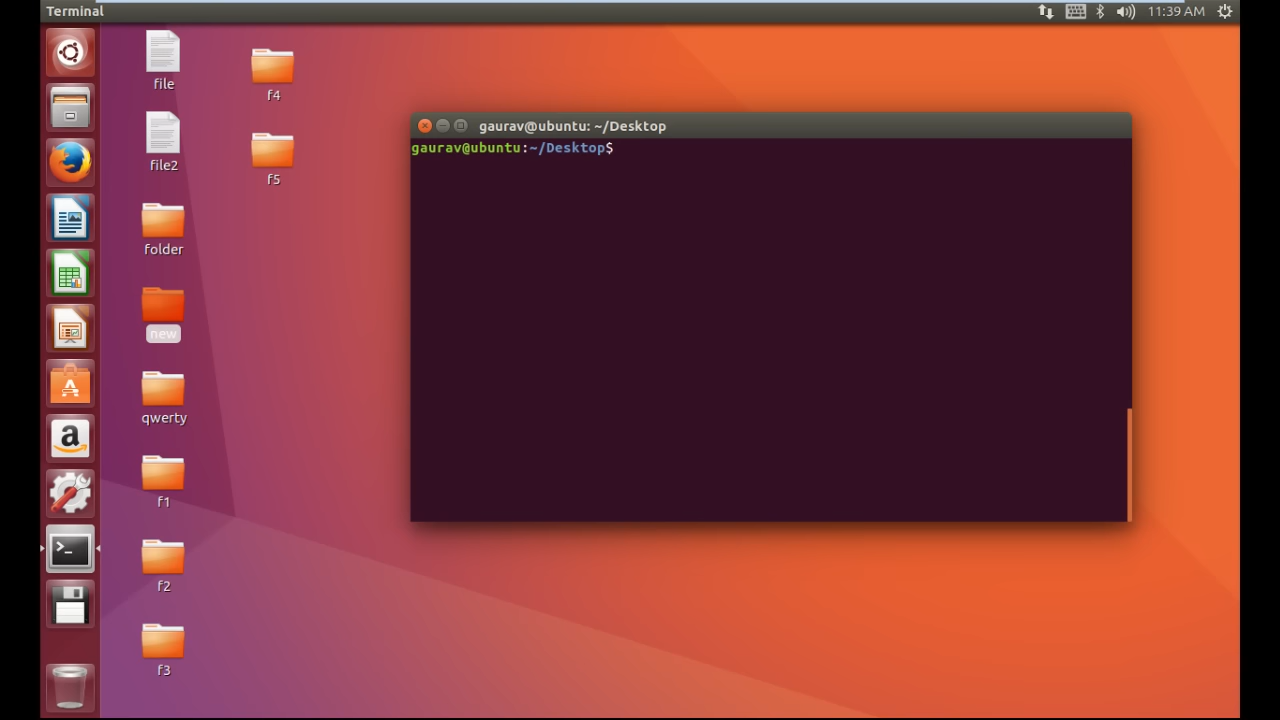 Terminal
11:39 AM
file
f4
file2
f5
folder
new
qwerty
f1
f2
f3
gaurav@ubuntu: ~/Desktop
gaurav@ubuntu:~/Desktop$